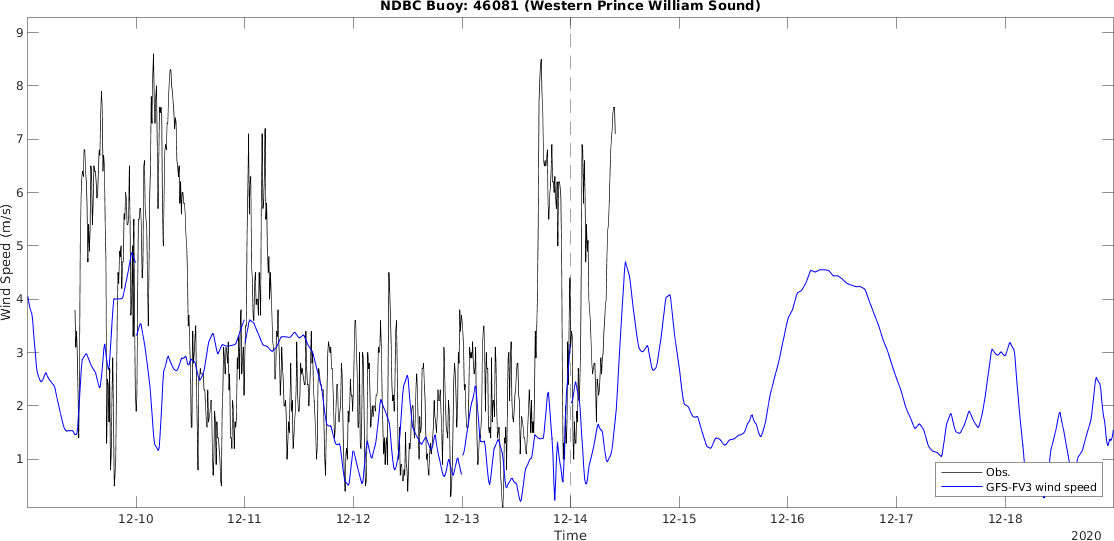 NDBC Buoy: 46081 (Western Prince William Sound)
9
8
7
6
5
4
3
2
1
Wind Speed (m/s)
Obs.
GFS-FV3 wind speed
12-10 12-11 12-12 12-13 12-14 12-15 12-16 12-17 12-18
Time
2020